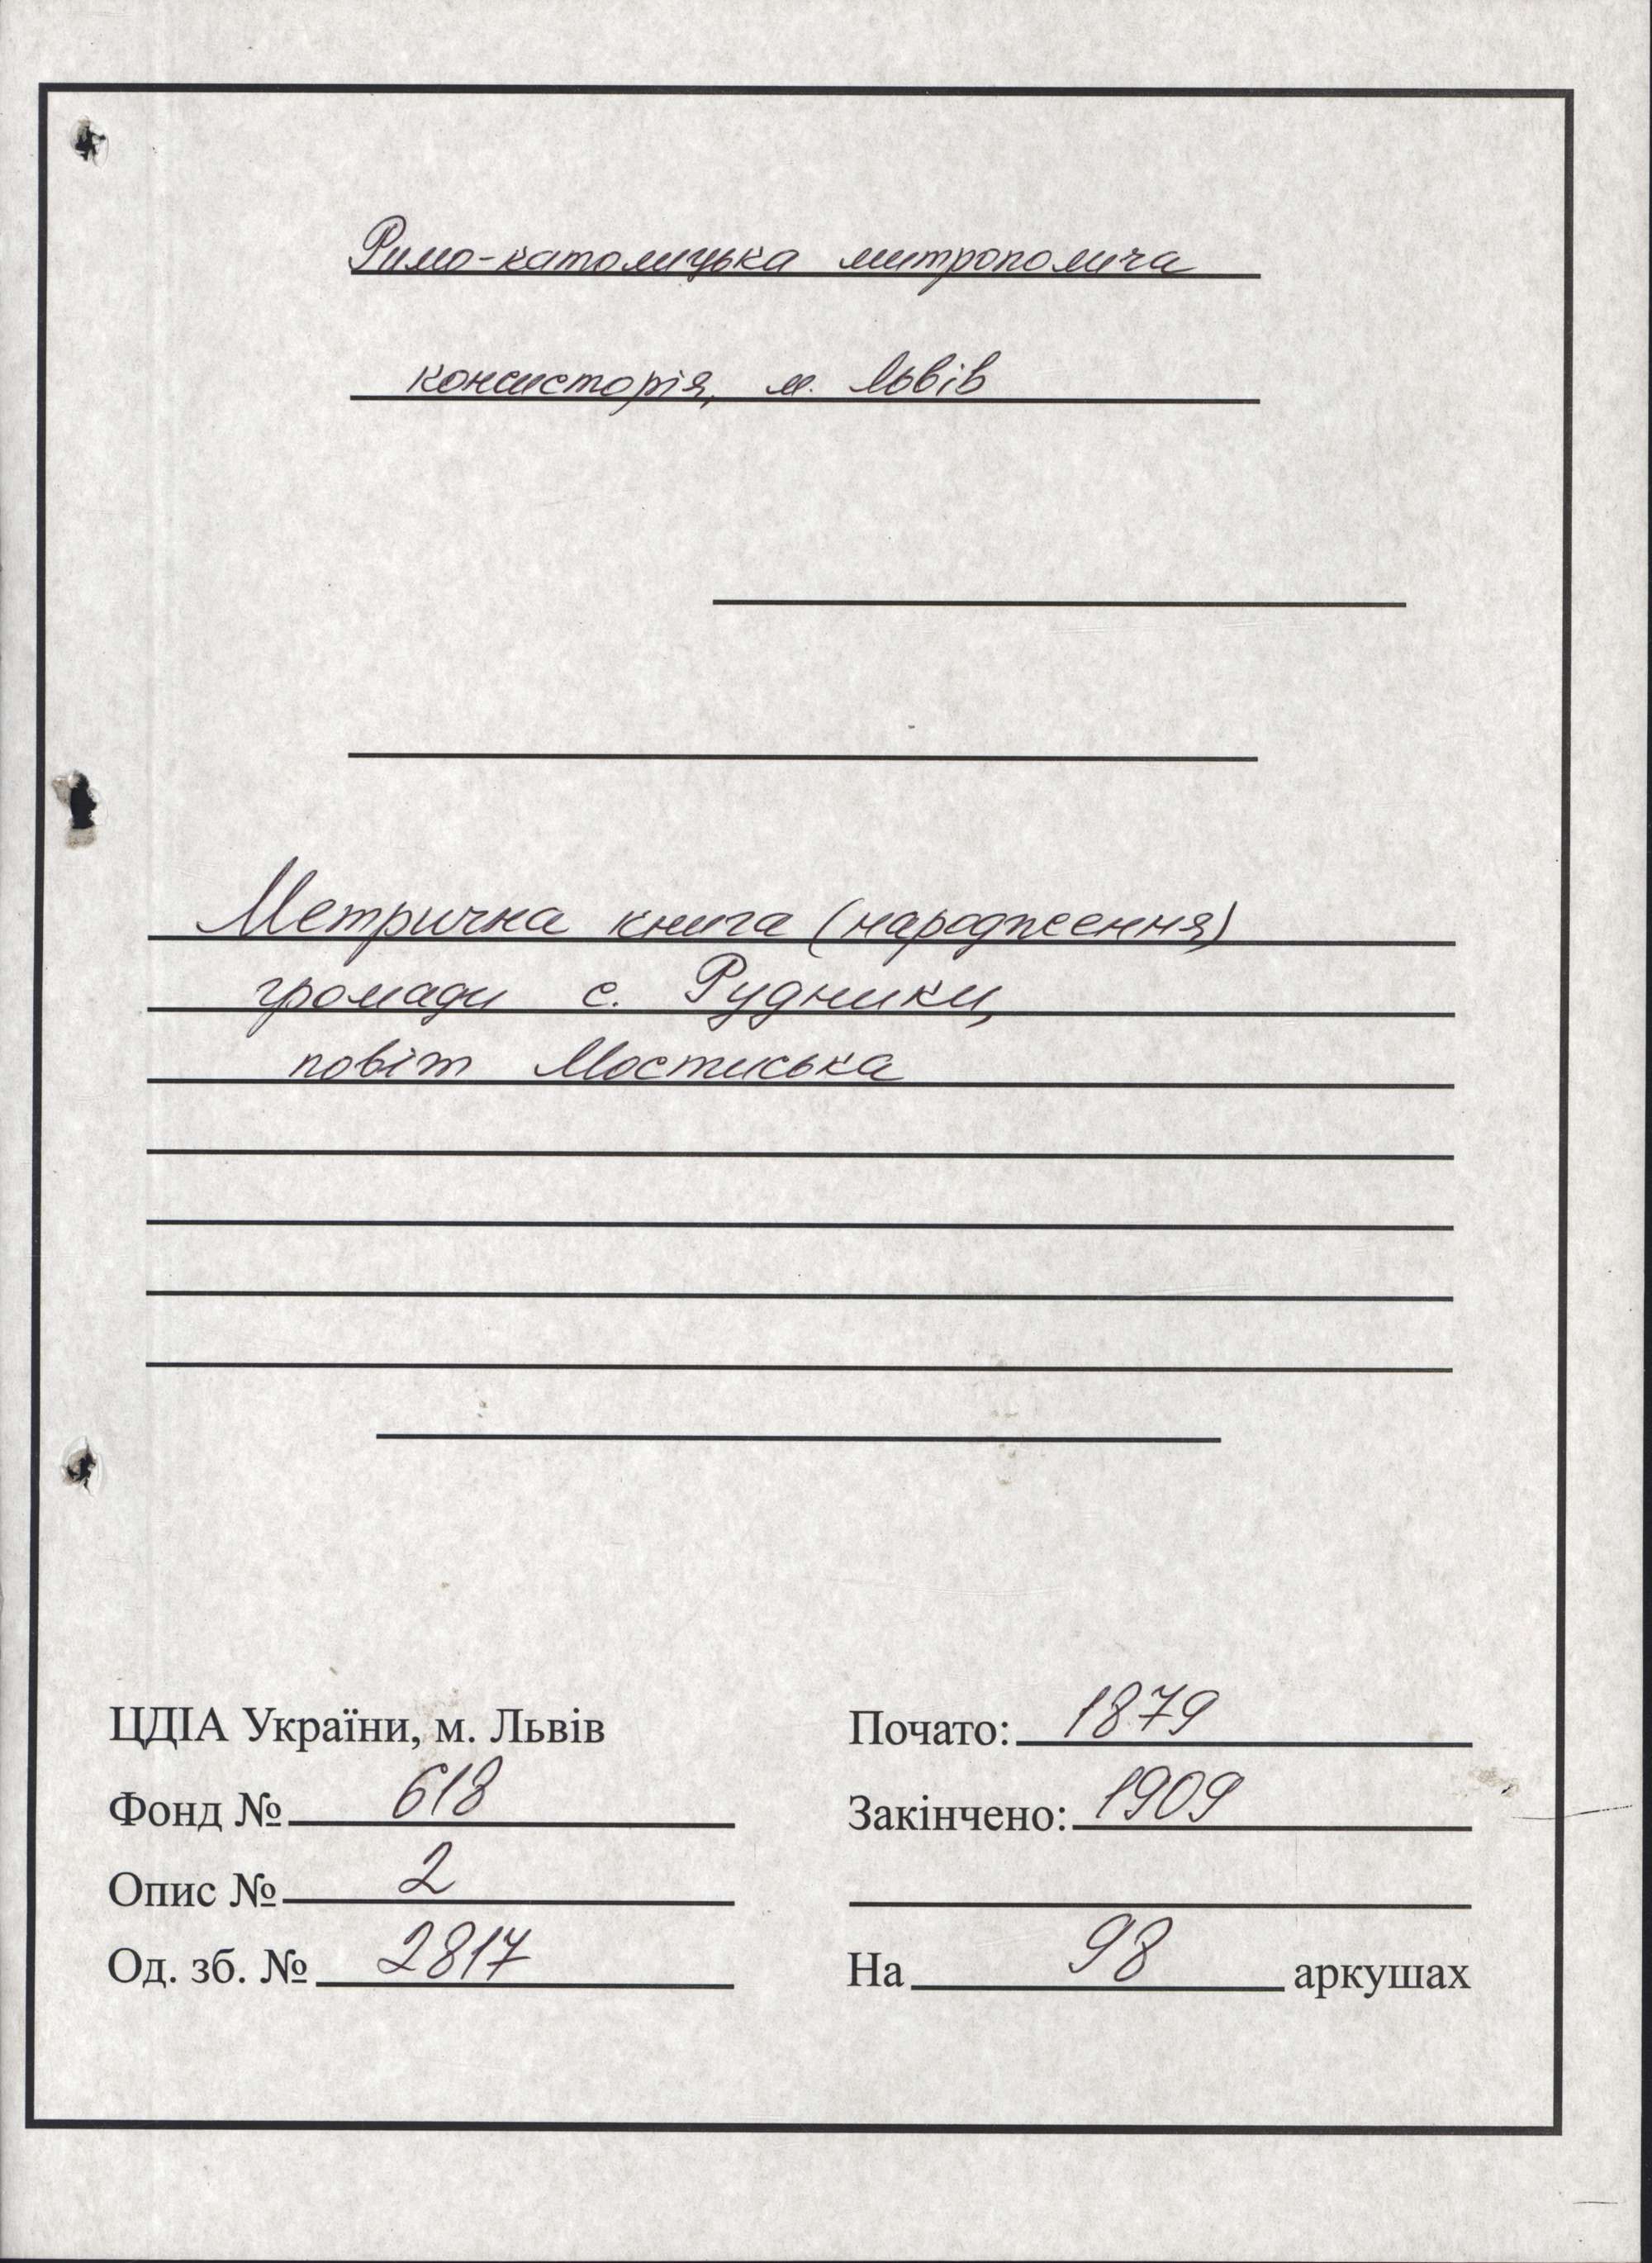 Римо-католицька митрополича
консисторія, м. Львів
Метрична книга (народження)
громади с. Рудники,
повіт Мостиська
ЦДІА України, м. Львів
Фонд № 618
Опис № 2
Од. зб. № 2817
Почато: 1879
Закінчено: 1909
На 98 аркушах